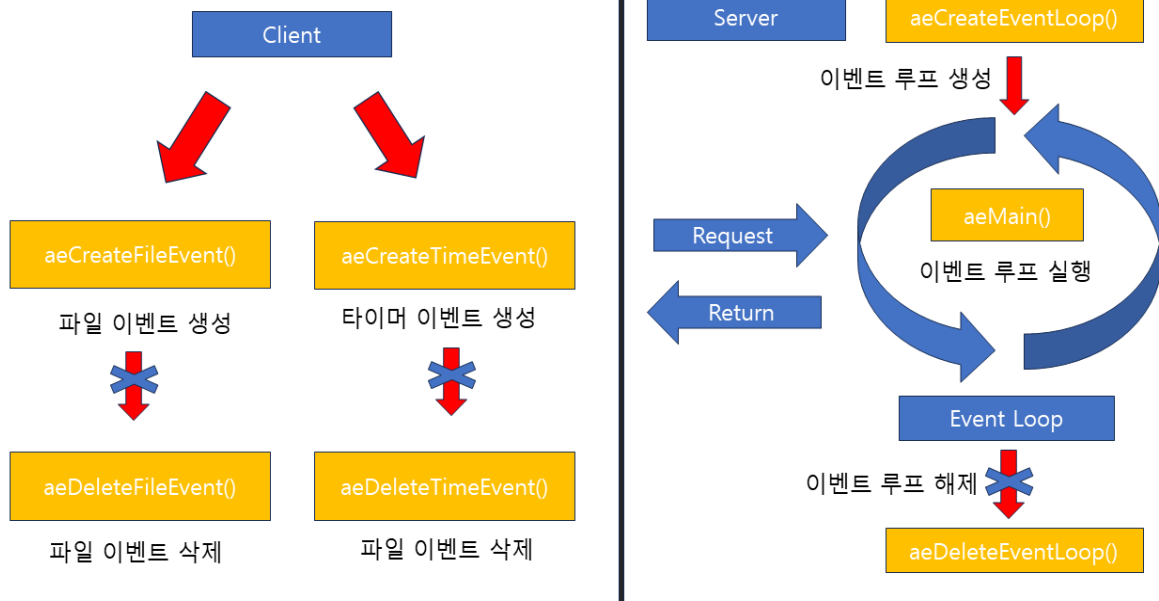 Client
aeCreateFileEvent()
파일 이벤트 생성
aeDeleteFileEvent()
파일 이벤트 삭제
aeCreateTimeEvent()
타이머 이벤트 생성
aeDeleteTimeEvent()
파일 이벤트 삭제
Server
aeCreateEventLoop()
이벤트 루프 생성
Request
Return
aeMain()
이벤트 루프 실행
Event Loop
이벤트 루프 해제
aeDeleteEventLoop()